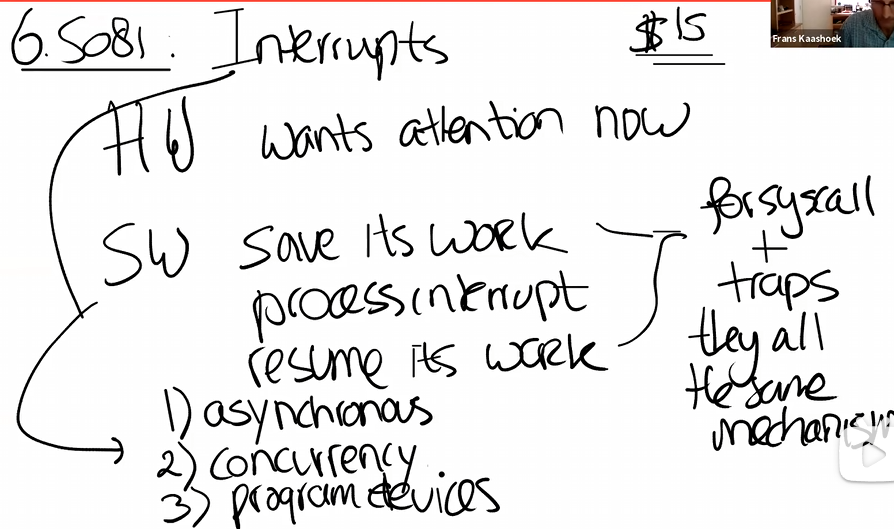 6.S081: Interrupts
$15
Frans Kaashoek
HW wants attention now
SW save its work
process interrupt
resume its work
for syscall
+
traps
they all
the same
mechanism
1) asynchronous
2) concurrency
3) program devices